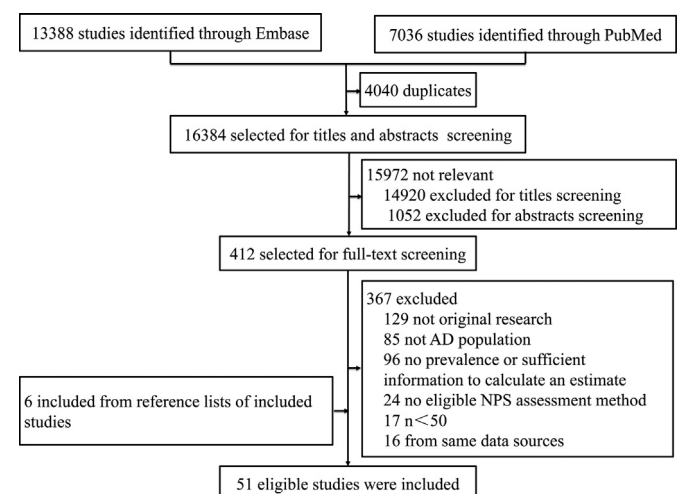 13388 studies identified through Embase
7036 studies identified through PubMed
4040 duplicates
16384 selected for titles and abstracts screening
15972 not relevant
14920 excluded for titles screening
1052 excluded for abstracts screening
412 selected for full-text screening
367 excluded
129 not original research
85 not AD population
96 no prevalence or sufficient
information to calculate an estimate
24 no eligible NPS assessment method
17 n＜50
16 from same data sources
6 included from reference lists of included
studies
51 eligible studies were included